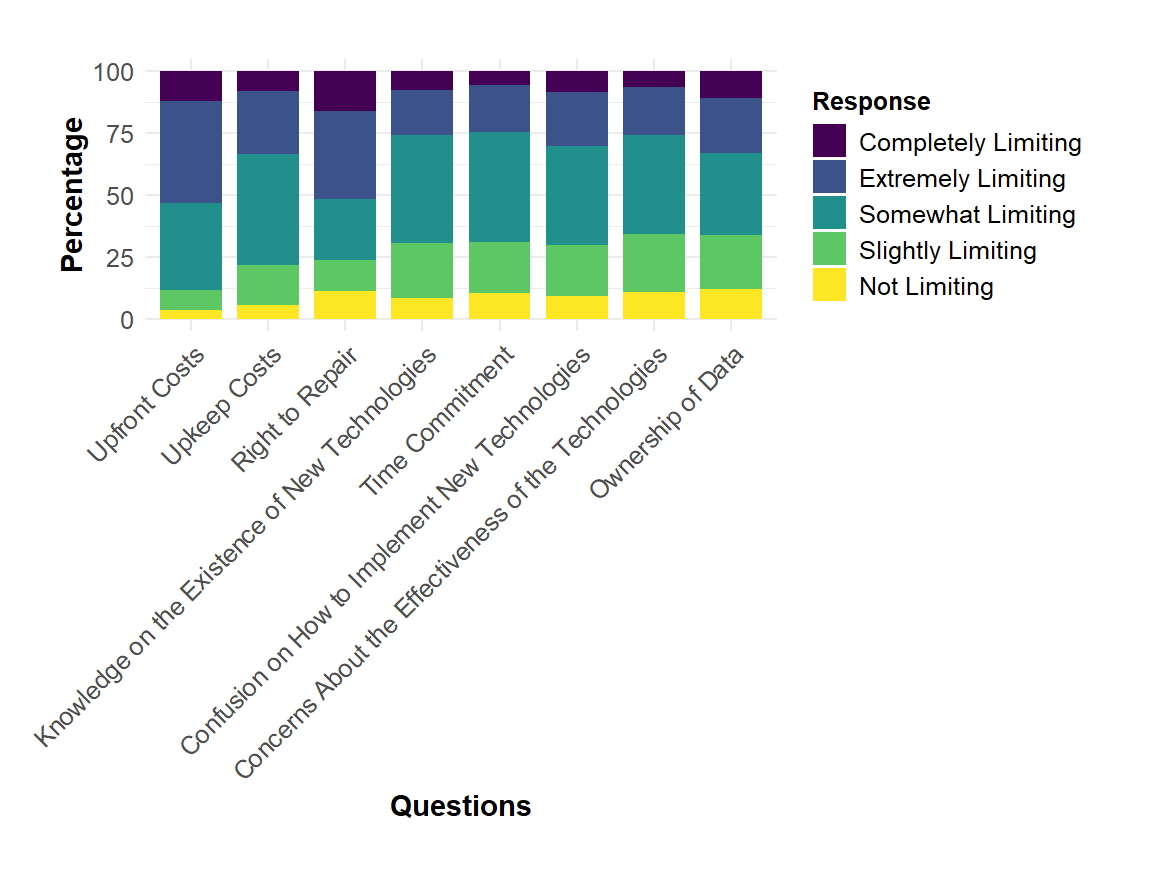 Percentage
100
75
50
25
0
Upfront Costs
Upkeep Costs
Right to Repair
Knowledge on the Existence of New Technologies
Time Commitment
Confusion on How to Implement New Technologies
Concerns About the Effectiveness of the Technologies
Ownership of Data
Questions
Response
Completely Limiting
Extremely Limiting
Somewhat Limiting
Slightly Limiting
Not Limiting